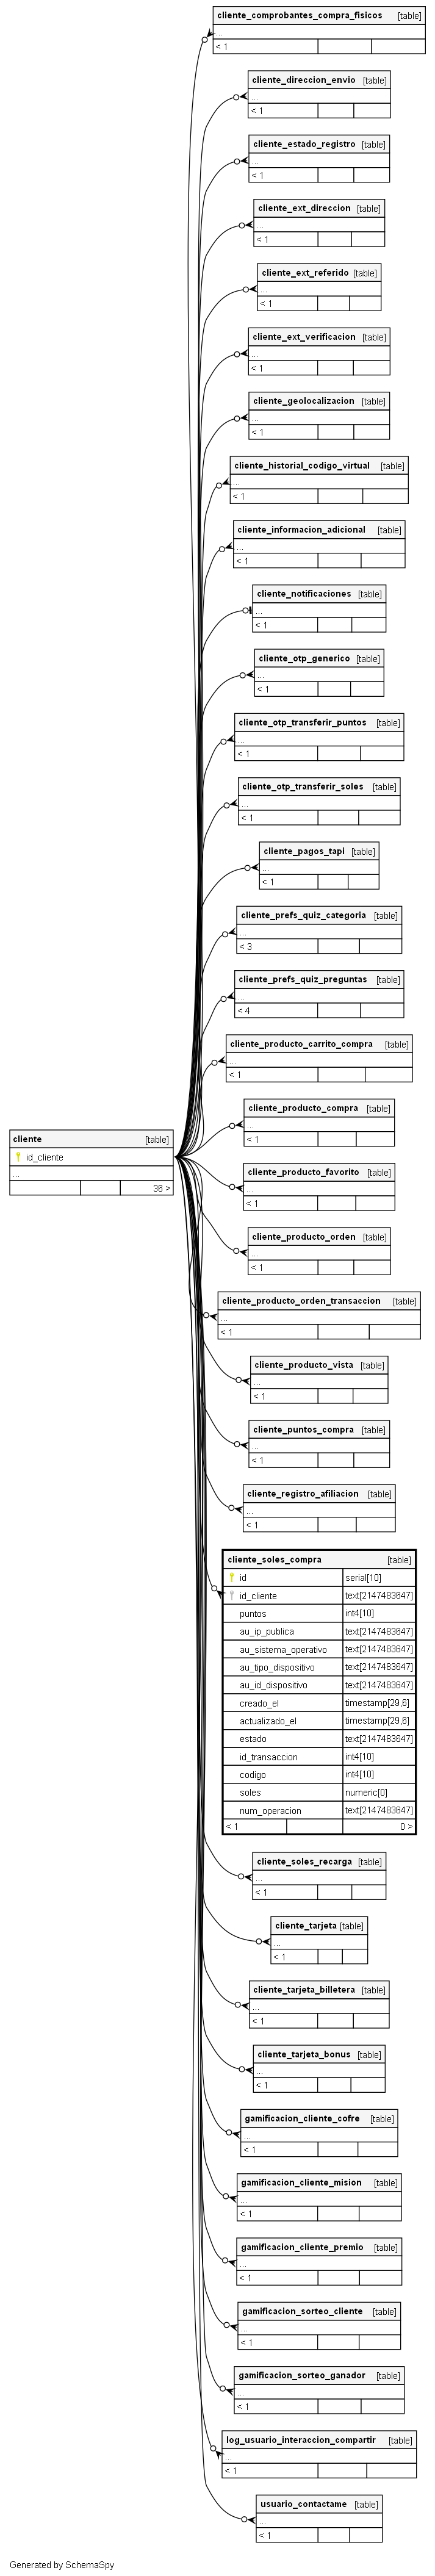 cliente_comprobantes_compra_fisicos [table]
...
< 1
cliente_direccion_envio [table]
...
< 1
cliente_estado_registro [table]
...
< 1
cliente_ext_direccion [table]
...
< 1
cliente_ext_referido [table]
...
< 1
cliente_ext_verificacion [table]
...
< 1
cliente_geolocalizacion [table]
...
< 1
cliente_historial_codigo_virtual [table]
...
< 1
cliente_informacion_adicional [table]
...
< 1
cliente_notificaciones [table]
...
< 1
cliente_otp_generico [table]
...
< 1
cliente_otp_transferir_puntos [table]
...
< 1
cliente_otp_transferir_soles [table]
...
< 1
cliente_pagos_tapi [table]
...
< 1
cliente_prefs_quiz_categoria [table]
...
< 3
cliente_prefs_quiz_preguntas [table]
...
< 4
cliente_producto_carrito_compra [table]
...
< 1
cliente_producto_compra [table]
...
< 1
cliente [table]
id_cliente
...
36 >
cliente_producto_favorito [table]
...
< 1
cliente_producto_orden [table]
...
< 1
cliente_producto_orden_transaccion [table]
...
< 1
cliente_producto_vista [table]
...
< 1
cliente_puntos_compra [table]
...
< 1
cliente_registro_afiliacion [table]
...
< 1
cliente_soles_compra [table]
id serial[10]
id_cliente text[2147483647]
puntos int4[10]
au_ip_publica text[2147483647]
au_sistema_operativo text[2147483647]
au_tipo_dispositivo text[2147483647]
au_id_dispositivo text[2147483647]
creado_el timestamp[29,6]
actualizado_el timestamp[29,6]
estado text[2147483647]
id_transaccion int4[10]
codigo int4[10]
soles numeric[0]
num_operacion text[2147483647]
< 1 0 >
cliente_soles_recarga [table]
...
< 1
cliente_tarjeta [table]
...
< 1
cliente_tarjeta_billetera [table]
...
< 1
cliente_tarjeta_bonus [table]
...
< 1
gamificacion_cliente_cofre [table]
...
< 1
gamificacion_cliente_mision [table]
...
< 1
gamificacion_cliente_premio [table]
...
< 1
gamificacion_sorteo_cliente [table]
...
< 1
gamificacion_sorteo_ganador [table]
...
< 1
log_usuario_interaccion_compartir [table]
...
< 1
usuario_contactame [table]
...
< 1
Generated by SchemaSpy